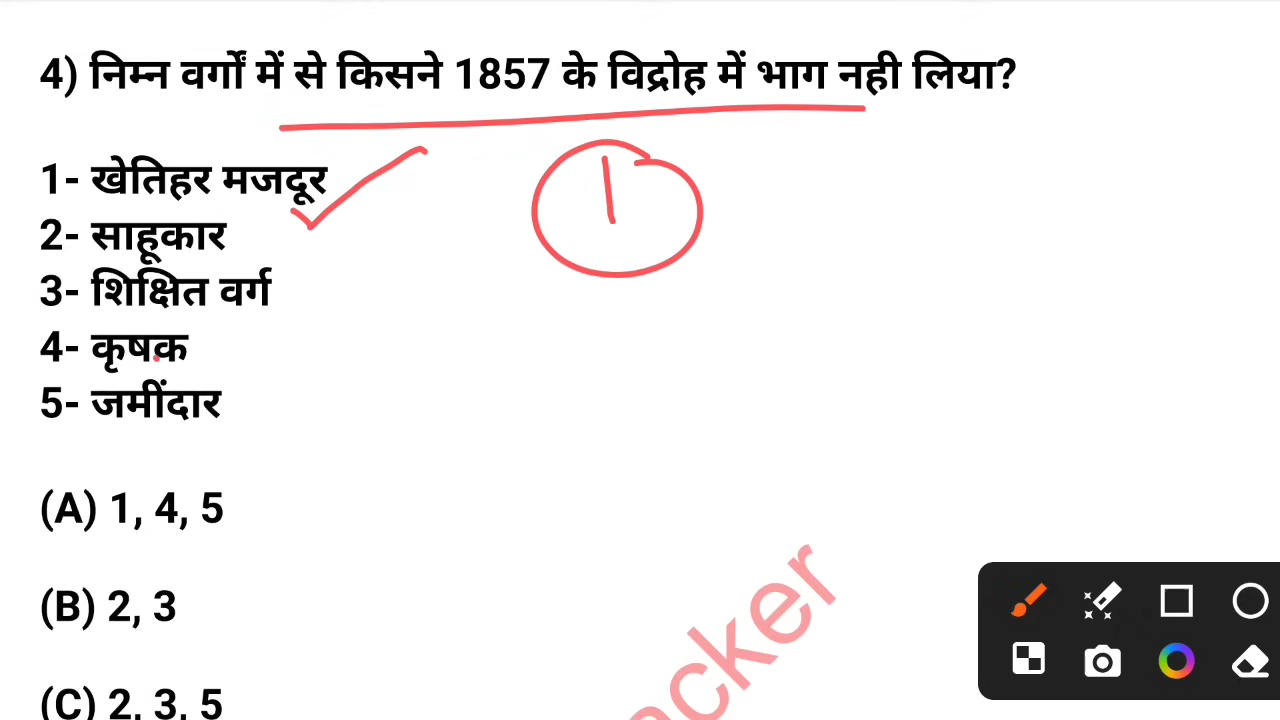 4) निम्न वर्गों में से किसने 1857 के विद्रोह में भाग नही लिया?
1- खेतिहर मजदूर
1
2- साहूकार
3- शिक्षित वर्ग
4- कृषक
5- जमींदार
(A) 1, 4, 5
(B) 2, 3
(C) 2, 3, 5